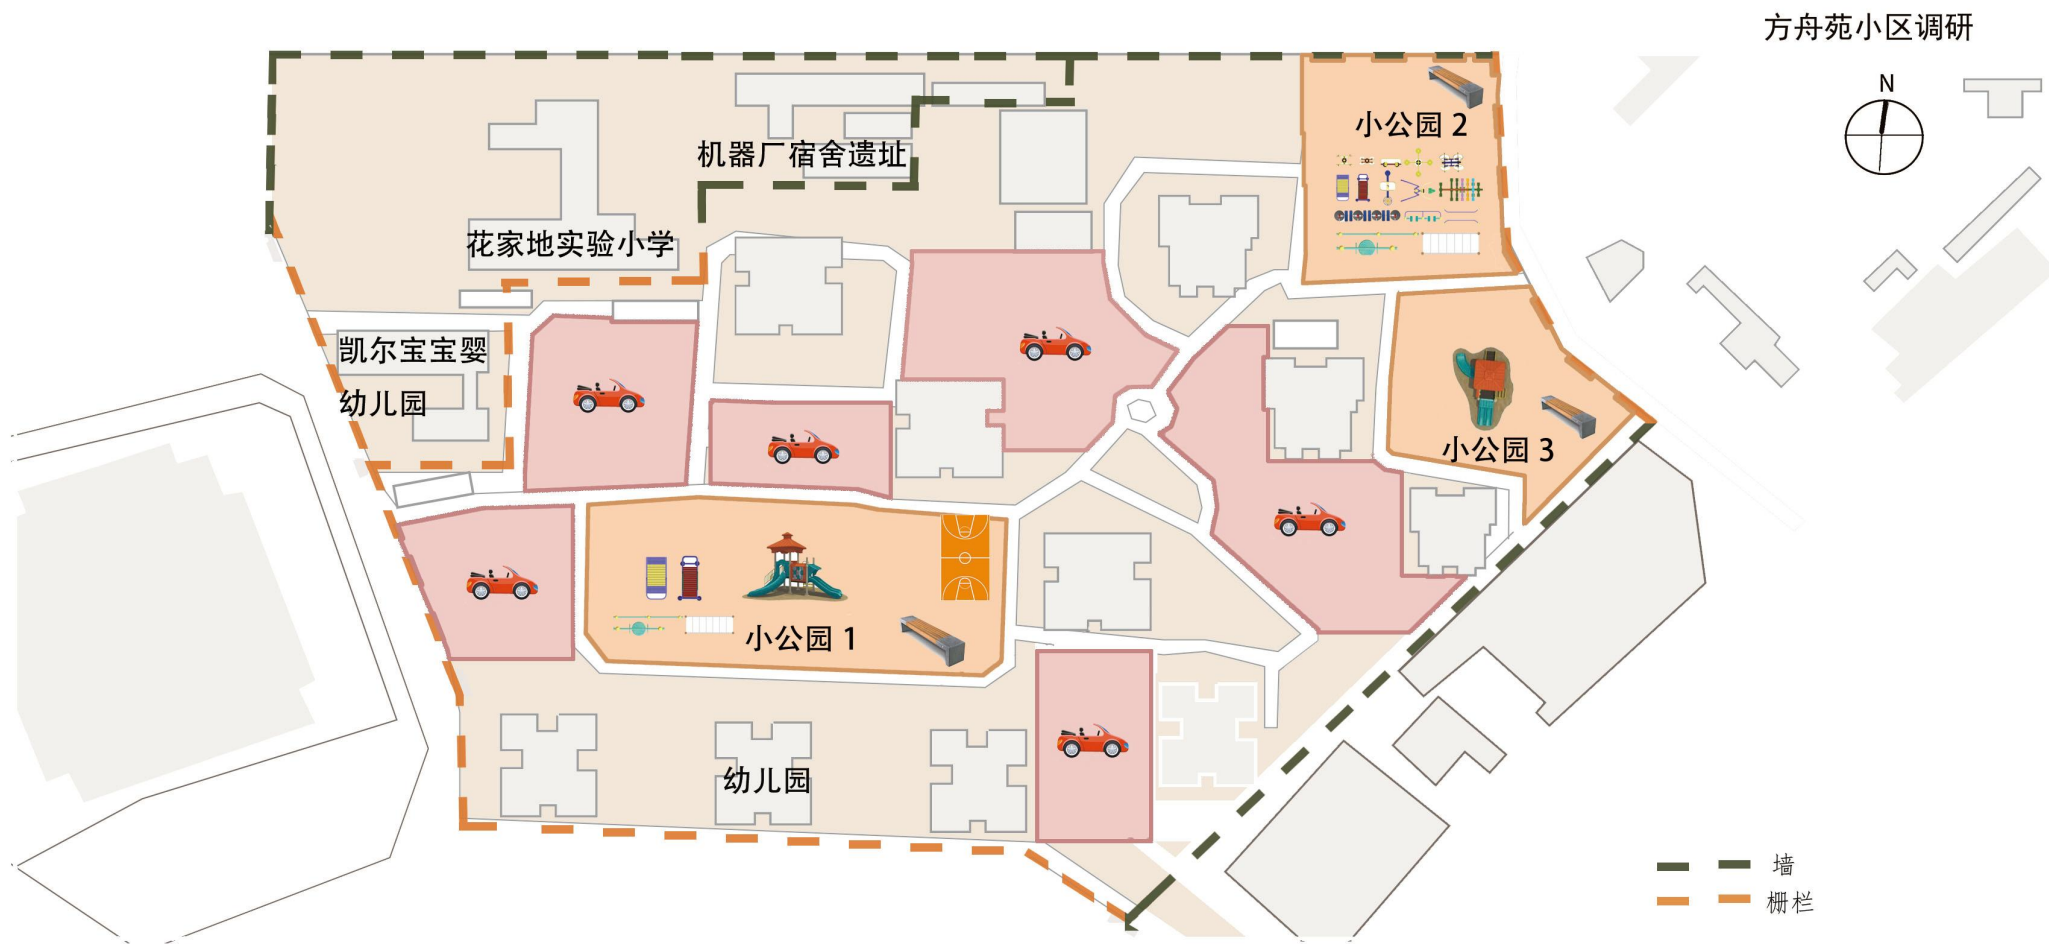 方舟苑小区调研
N
小公园 2
机器厂宿舍遗址
花家地实验小学
凯尔宝宝婴
幼儿园
小公园 3
小公园 1
幼儿园
墙
栅栏